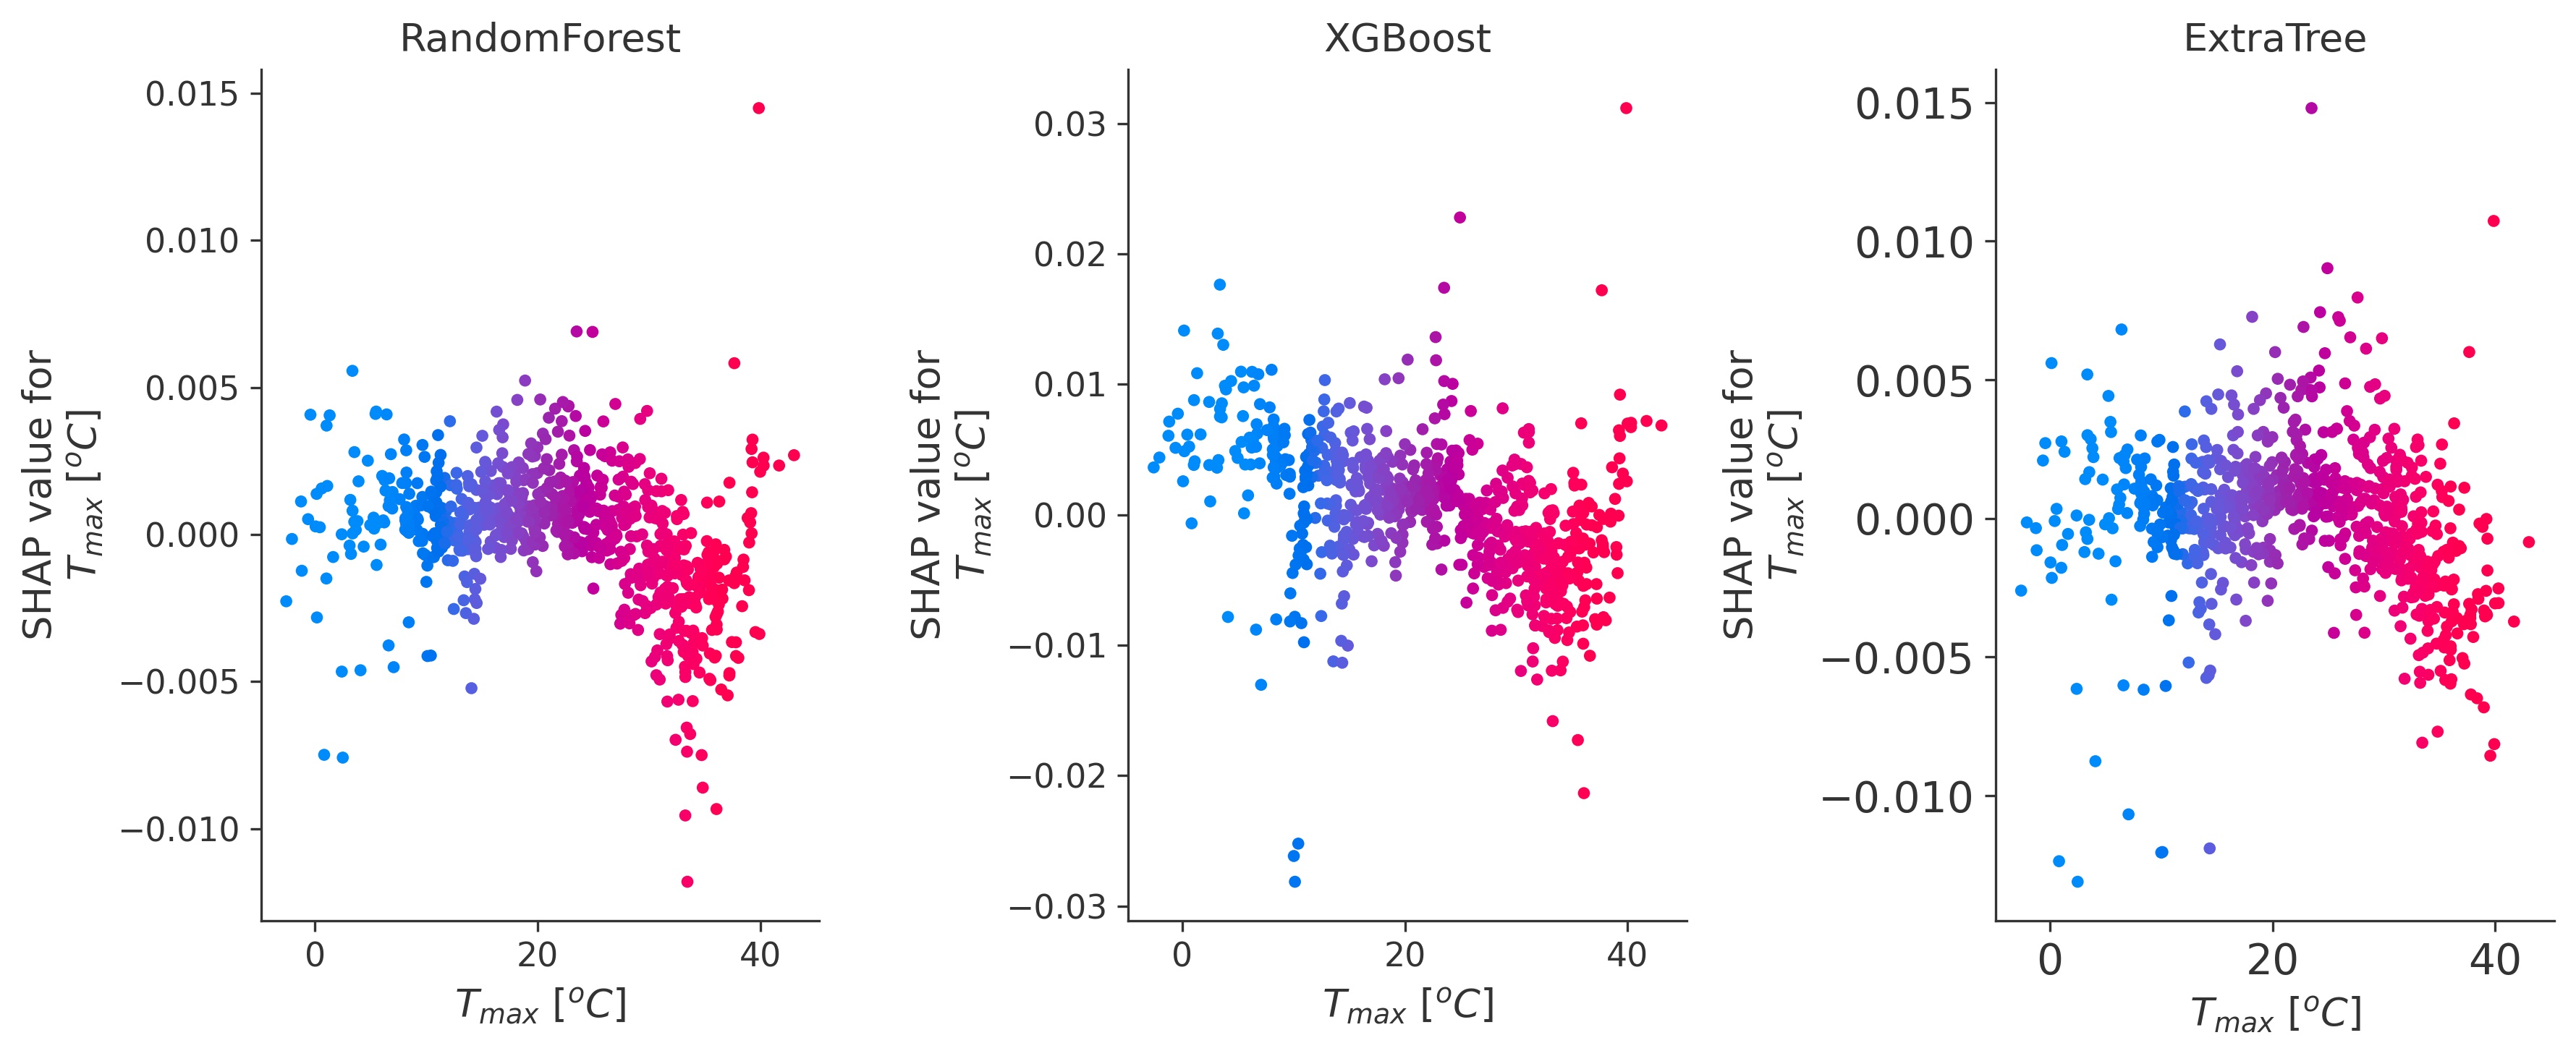 RandomForest
0.015
0.010
0.005
0.000
−0.005
−0.010
SHAP value for
T_max [°C]
0 20 40
T_max [°C]
XGBoost
0.03
0.02
0.01
0.00
−0.01
−0.02
−0.03
SHAP value for
T_max [°C]
0 20 40
T_max [°C]
ExtraTree
0.015
0.010
0.005
0.000
−0.005
−0.010
SHAP value for
T_max [°C]
0 20 40
T_max [°C]